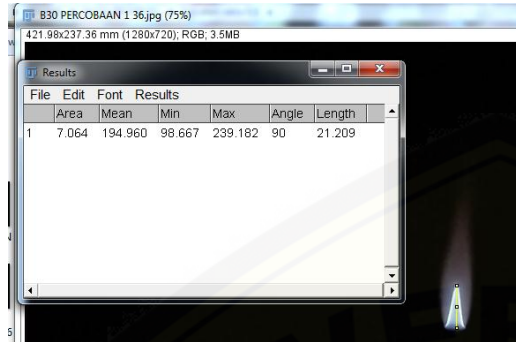 B30 PERCOBAAN 1 36.jpg (75%)
421.98x237.36 mm (1280x720); RGB; 3.5MB
Results
File Edit Font Results
Area Mean Min Max Angle Length
1 7.064 194.960 98.667 239.182 90 21.209